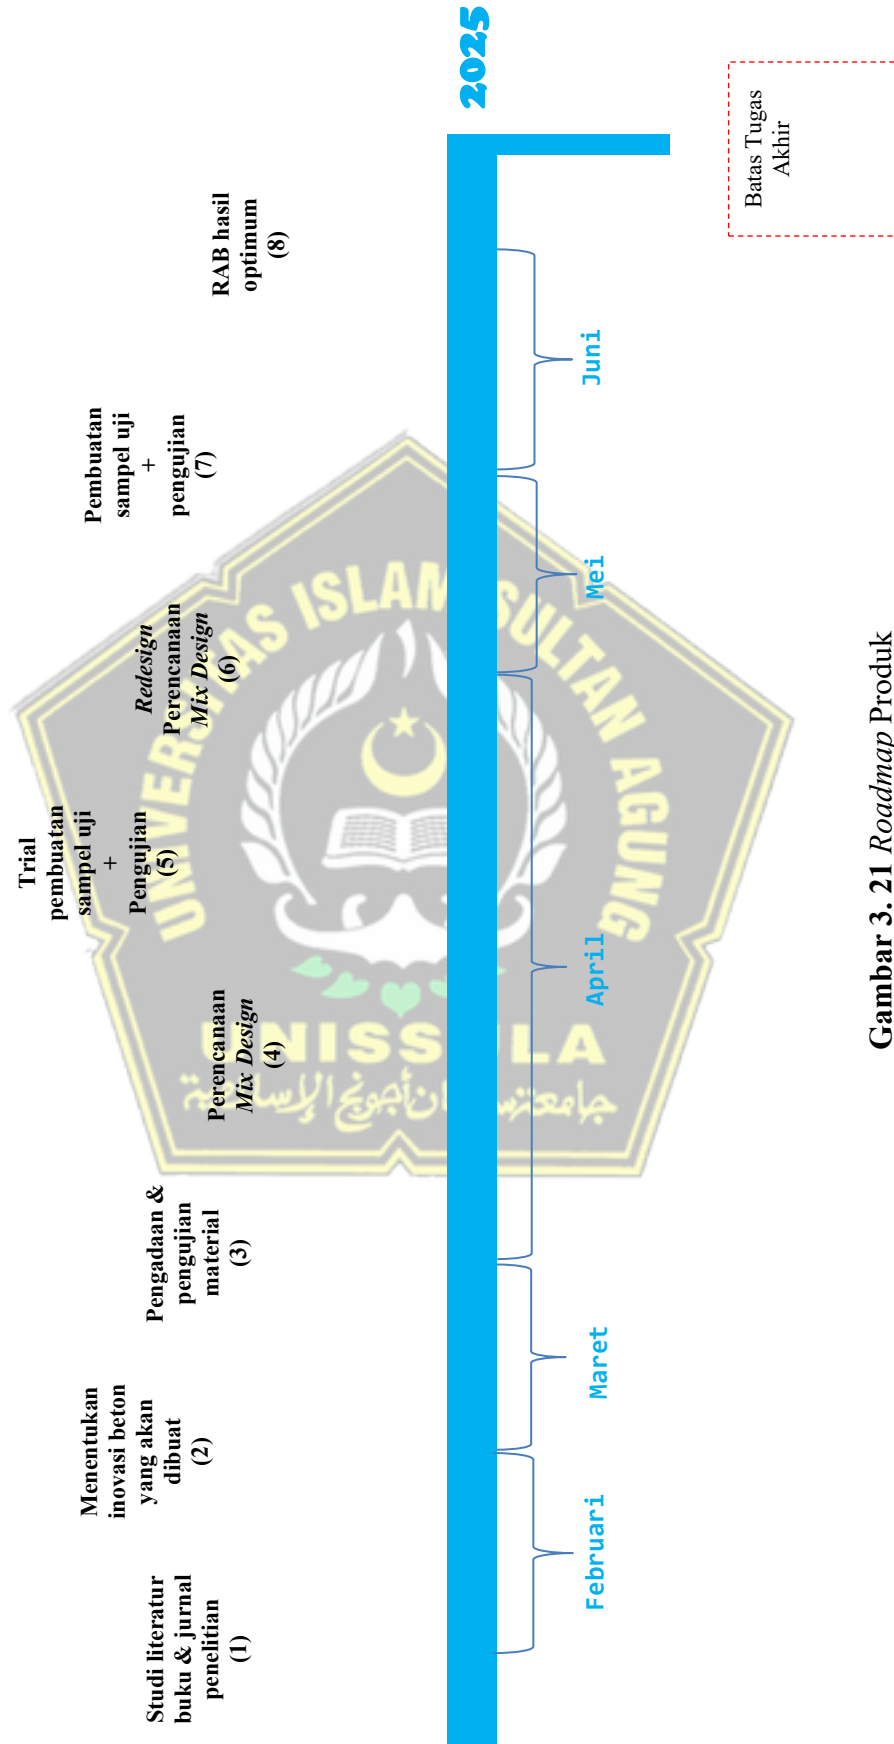 2025
Studi literatur
buku & jurnal
penelitian
(1)
Menentukan
inovasi beton
yang akan
dibuat
(2)
Pengadaan &
pengujian
material
(3)
Perencanaan
Mix Design
(4)
Trial
pembuatan
sampel uji
+
Pengujian
(5)
Redesign
Perencanaan
Mix Design
(6)
Pembuatan
sampel uji
+
pengujian
(7)
RAB hasil
optimum
(8)
Februari
Maret
April
Mei
Juni
Batas Tugas
Akhir
UNIVERSITAS ISLAM SULTAN AGUNG
UNISSULA
جامعنسلطان أجونج الإسلامية
Gambar 3. 21 Roadmap Produk